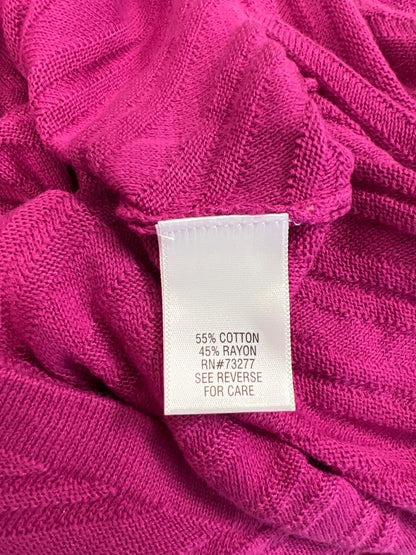 55% COTTON
45% RAYON
RN#73277
SEE REVERSE
FOR CARE